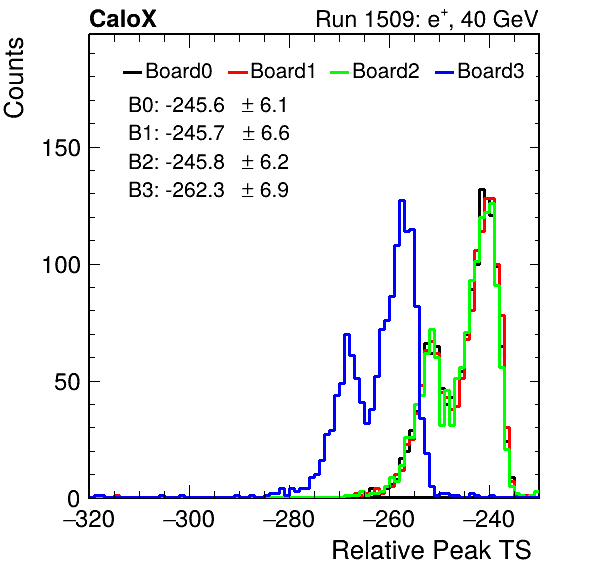 CaloX Run 1509: e+, 40 GeV
Counts
Board0 Board1 Board2 Board3
B0: -245.6 ± 6.1
B1: -245.7 ± 6.6
B2: -245.8 ± 6.2
B3: -262.3 ± 6.9
150
100
50
0
−320 −300 −280 −260 −240
Relative Peak TS